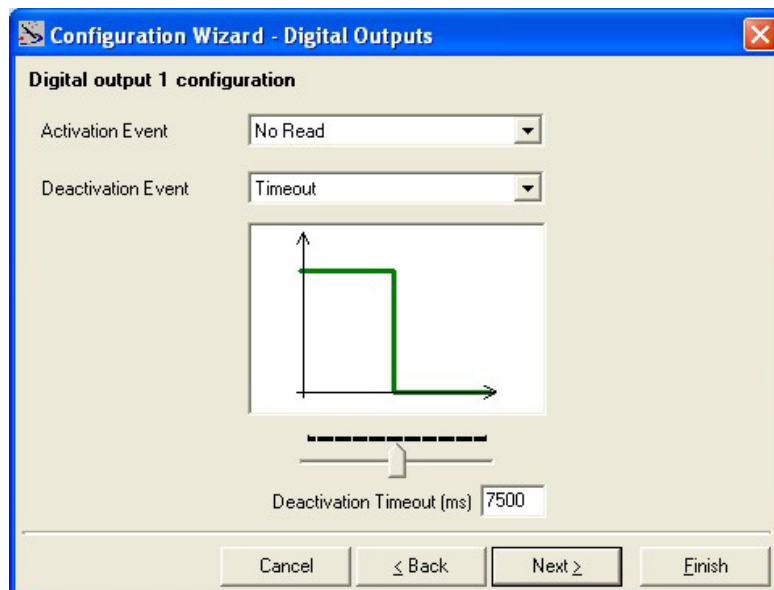 Configuration Wizard - Digital Outputs
Digital output 1 configuration
Activation Event No Read
Deactivation Event Timeout
Deactivation Timeout (ms) 7500
Cancel < Back Next > Finish